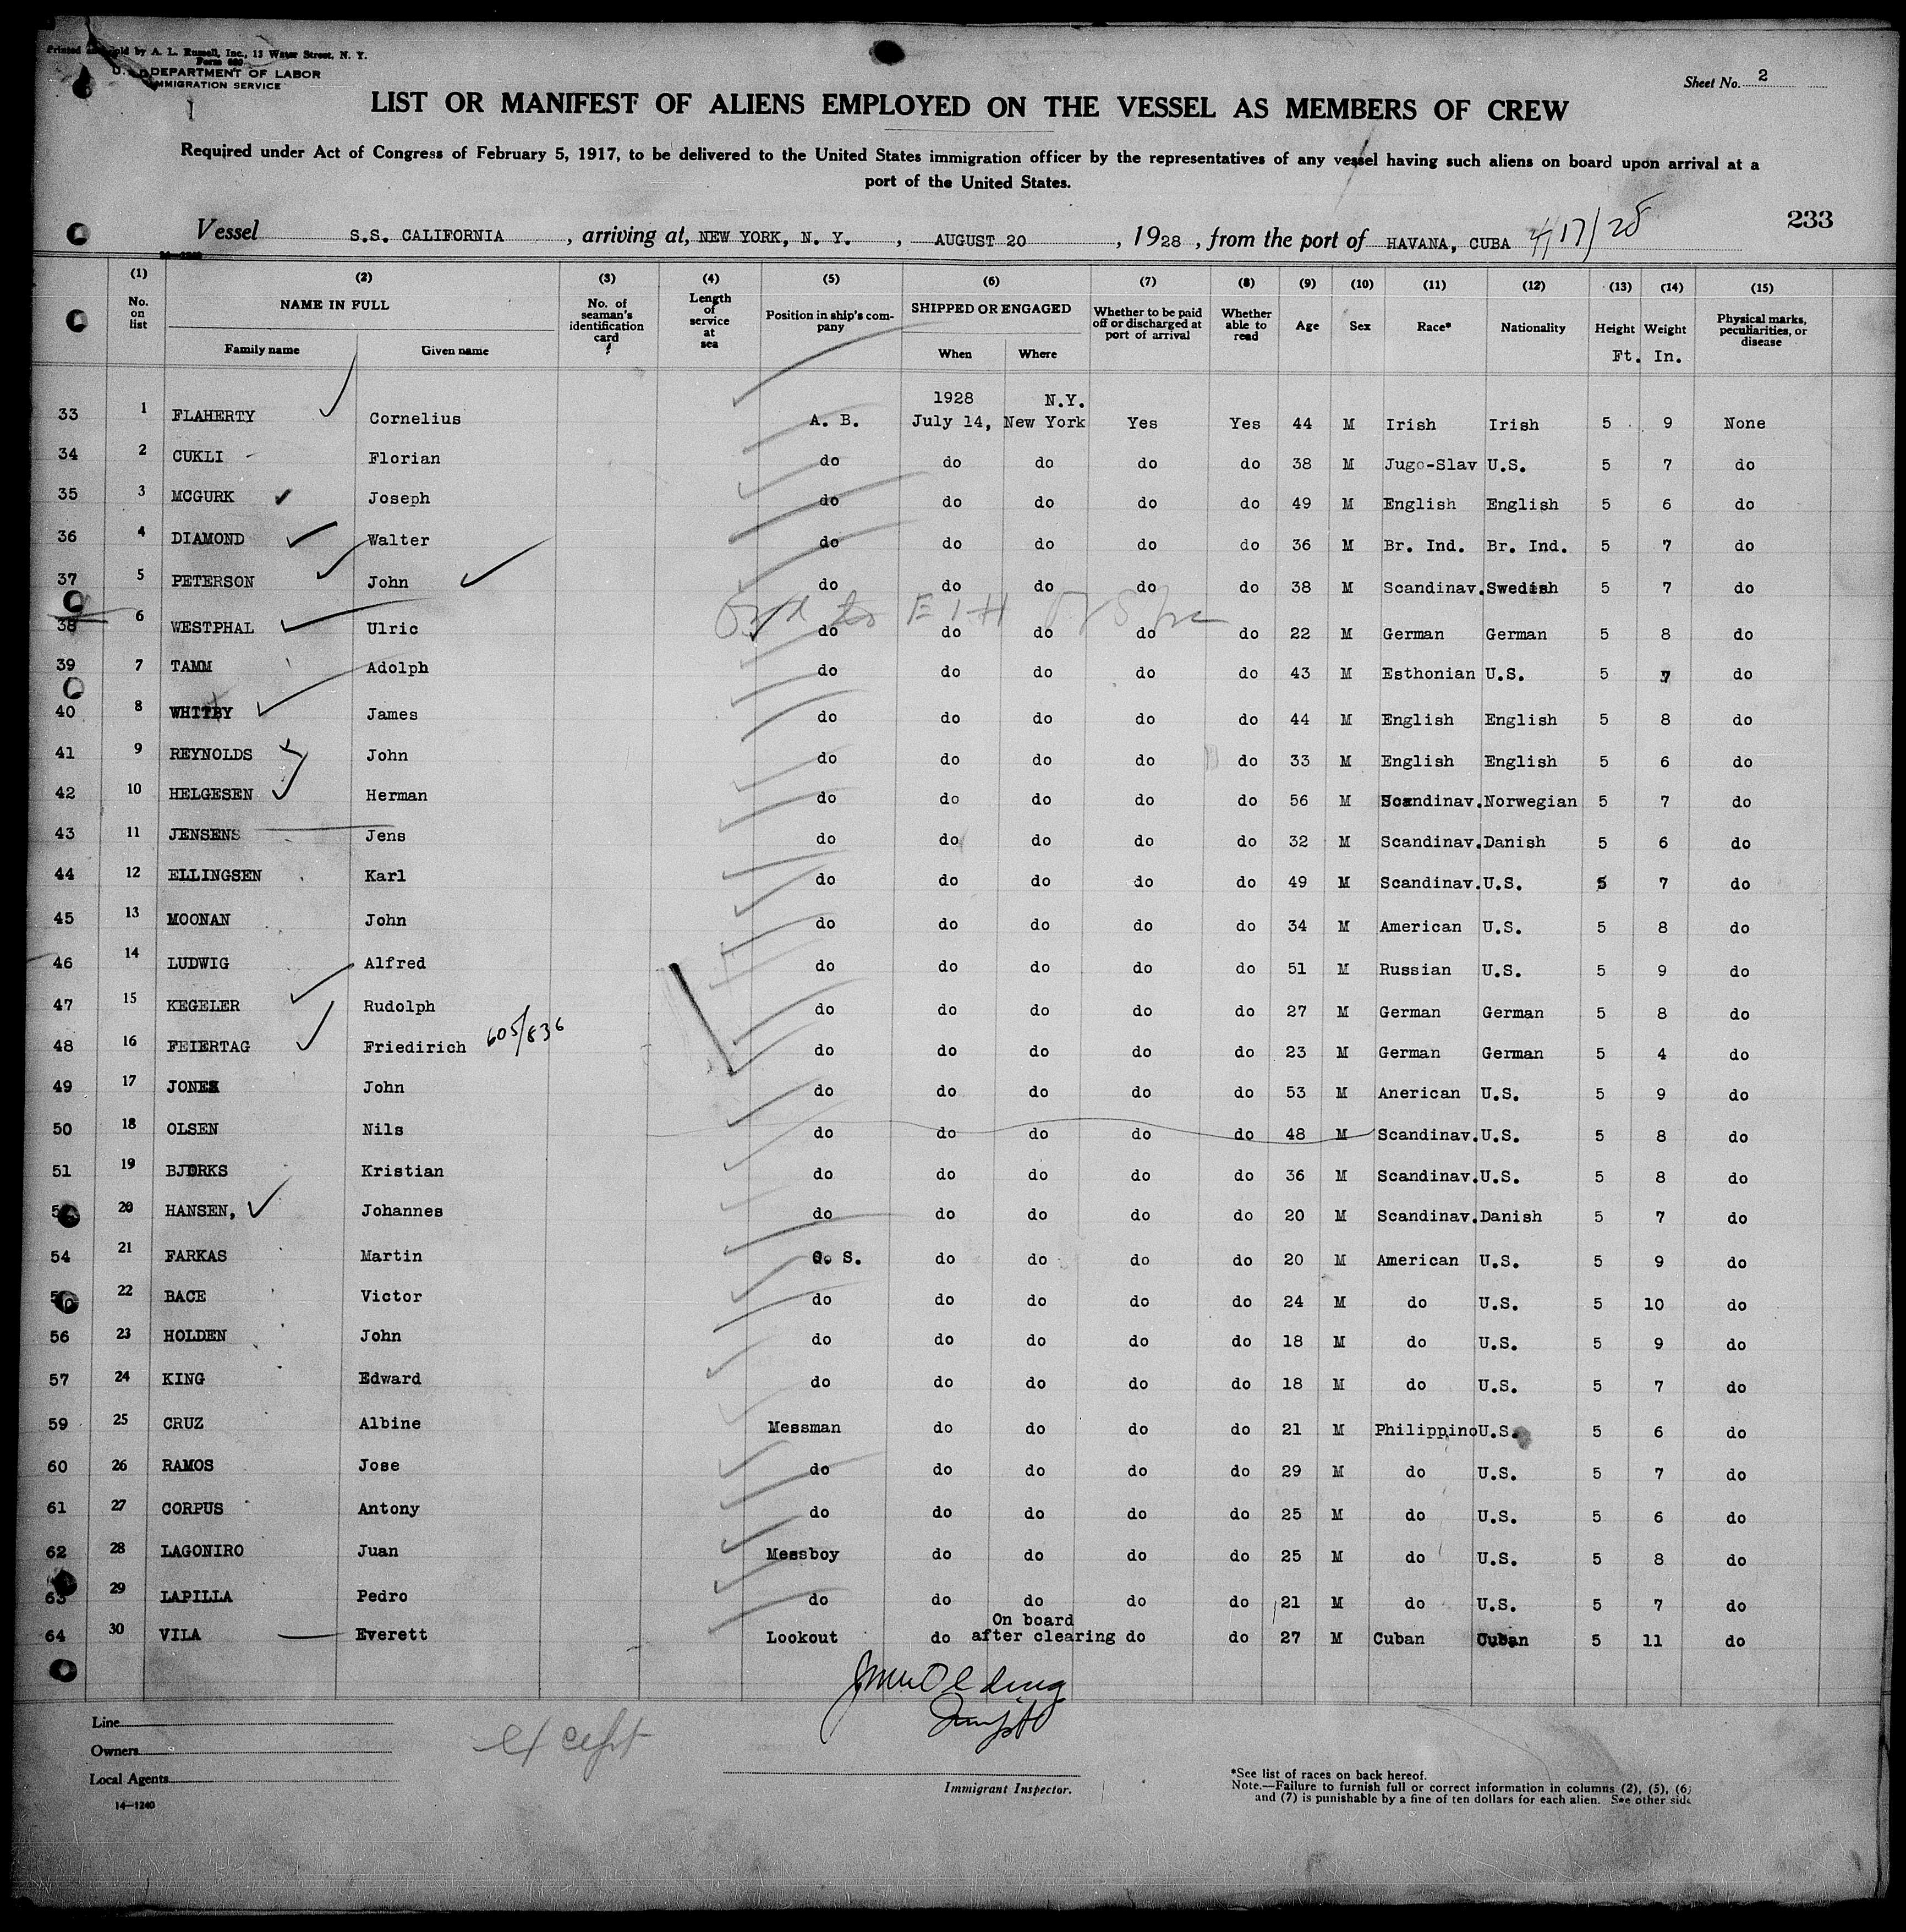 Printed and sold by A. L. Russell, Inc., 13 Water Street, N. Y.
Form 680
U. S. DEPARTMENT OF LABOR
IMMIGRATION SERVICE
Sheet No. 2
LIST OR MANIFEST OF ALIENS EMPLOYED ON THE VESSEL AS MEMBERS OF CREW
Required under Act of Congress of February 5, 1917, to be delivered to the United States immigration officer by the representatives of any vessel having such aliens on board upon arrival at a
port of the United States.
233
Vessel S.S. CALIFORNIA , arriving at, NEW YORK, N. Y. , AUGUST 20 , 1928 , from the port of HAVANA, CUBA
14—1240
(1) (2) (3) (4) (5) (6) (7) (8) (9) (10) (11) (12) (13) (14) (15)
No. on list NAME IN FULL Family name Given name No. of seaman's identification card Length of service at sea Position in ship's company SHIPPED OR ENGAGED When Where Whether to be paid off or discharged at port of arrival Whether able to read Age Sex Race* Nationality Height Weight Physical marks, peculiarities, or disease
Ft. In.
1928 N.Y.
33 1 FLAHERTY Cornelius A. B. July 14, New York Yes Yes 44 M Irish Irish 5 9 None
34 2 CUKLI Florian do do do do do 38 M Jugo-Slav U.S. 5 7 do
35 3 MCGURK Joseph do do do do do 49 M English English 5 6 do
36 4 DIAMOND Walter do do do do do 36 M Br. Ind. Br. Ind. 5 7 do
37 5 PETERSON John do do do do do 38 M Scandinav. Swedish 5 7 do
38 6 WESTPHAL Ulric do do do do do 22 M German German 5 8 do
39 7 TAMM Adolph do do do do do 43 M Esthonian U.S. 5 7 do
40 8 WHITBY James do do do do do 44 M English English 5 8 do
41 9 REYNOLDS John do do do do do 33 M English English 5 6 do
42 10 HELGESEN Herman do do do do do 56 M Scandinav. Norwegian 5 7 do
43 11 JENSENS Jens do do do do do 32 M Scandinav. Danish 5 6 do
44 12 ELLINGSEN Karl do do do do do 49 M Scandinav. U.S. 5 7 do
45 13 MOONAN John do do do do do 34 M American U.S. 5 8 do
46 14 LUDWIG Alfred do do do do do 51 M Russian U.S. 5 9 do
47 15 KEGELER Rudolph do do do do do 27 M German German 5 8 do
48 16 FEIERTAG Friedirich 605/836 do do do do do 23 M German German 5 4 do
49 17 JONES John do do do do do 53 M Anerican U.S. 5 9 do
50 18 OLSEN Nils do do do do do 48 M Scandinav. U.S. 5 8 do
51 19 BJORKS Kristian do do do do do 36 M Scandinav. U.S. 5 8 do
20 HANSEN, Johannes do do do do do 20 M Scandinav. Danish 5 7 do
54 21 FARKAS Martin O. S. do do do do 20 M American U.S. 5 9 do
22 BACE Victor do do do do do 24 M do U.S. 5 10 do
56 23 HOLDEN John do do do do do 18 M do U.S. 5 9 do
57 24 KING Edward do do do do do 18 M do U.S. 5 7 do
59 25 CRUZ Albine Messman do do do do 21 M Philippino U.S. 5 6 do
60 26 RAMOS Jose do do do do do 29 M do U.S. 5 7 do
61 27 CORPUS Antony do do do do do 25 M do U.S. 5 6 do
62 28 LAGONIRO Juan Messboy do do do do 25 M do U.S. 5 8 do
63 29 LAPILLA Pedro do do do do do 21 M do U.S. 5 7 do
64 30 VILA Everett Lookout do On board after clearing do do 27 M Cuban Cuban 5 11 do
Line
Owners
Local Agents
14—1240
except
Immigrant Inspector.
*See list of races on back hereof.
Note.—Failure to furnish full or correct information in columns (2), (5), (6)
and (7) is punishable by a fine of ten dollars for each alien. See other side